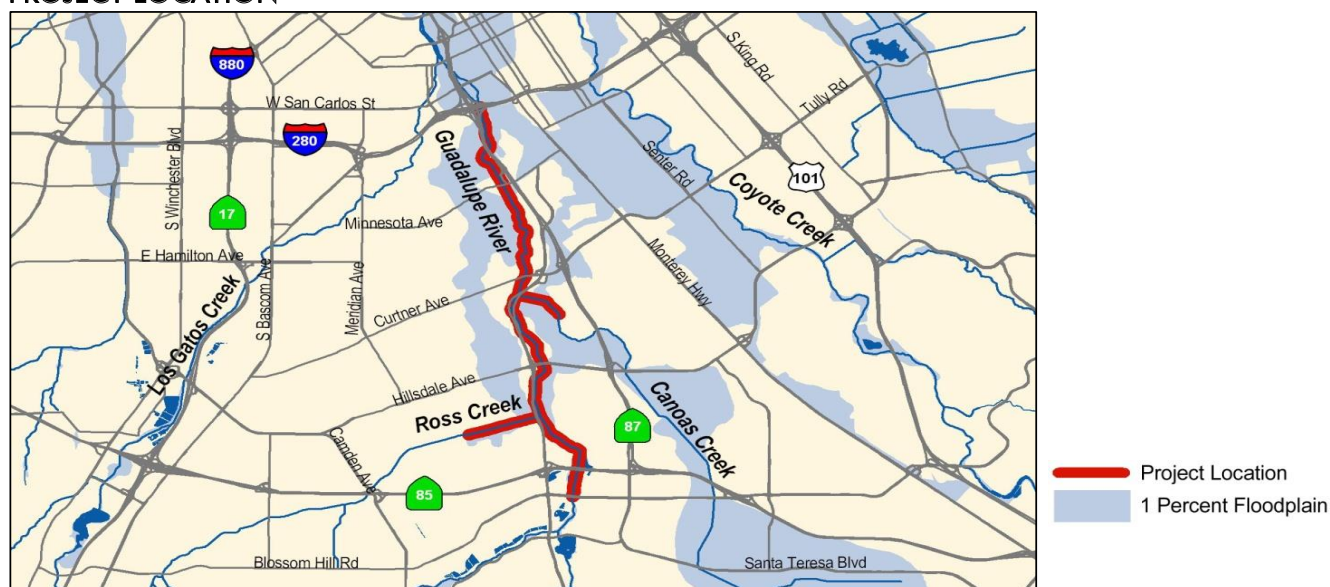 PROJECT LOCATION
880
S King Rd
Tully Rd
W San Carlos St
280
S Winchester Blvd
Guadalupe River
Senter Rd
101
Coyote Creek
17
Minnesota Ave
E Hamilton Ave
S Bascom Ave
Meridian Ave
Monterey Hwy
Los Gatos Creek
Curtner Ave
Hillsdale Ave
Canoas Creek
Ross Creek
87
Camden Ave
85
Blossom Hill Rd
Santa Teresa Blvd
Project Location
1 Percent Floodplain